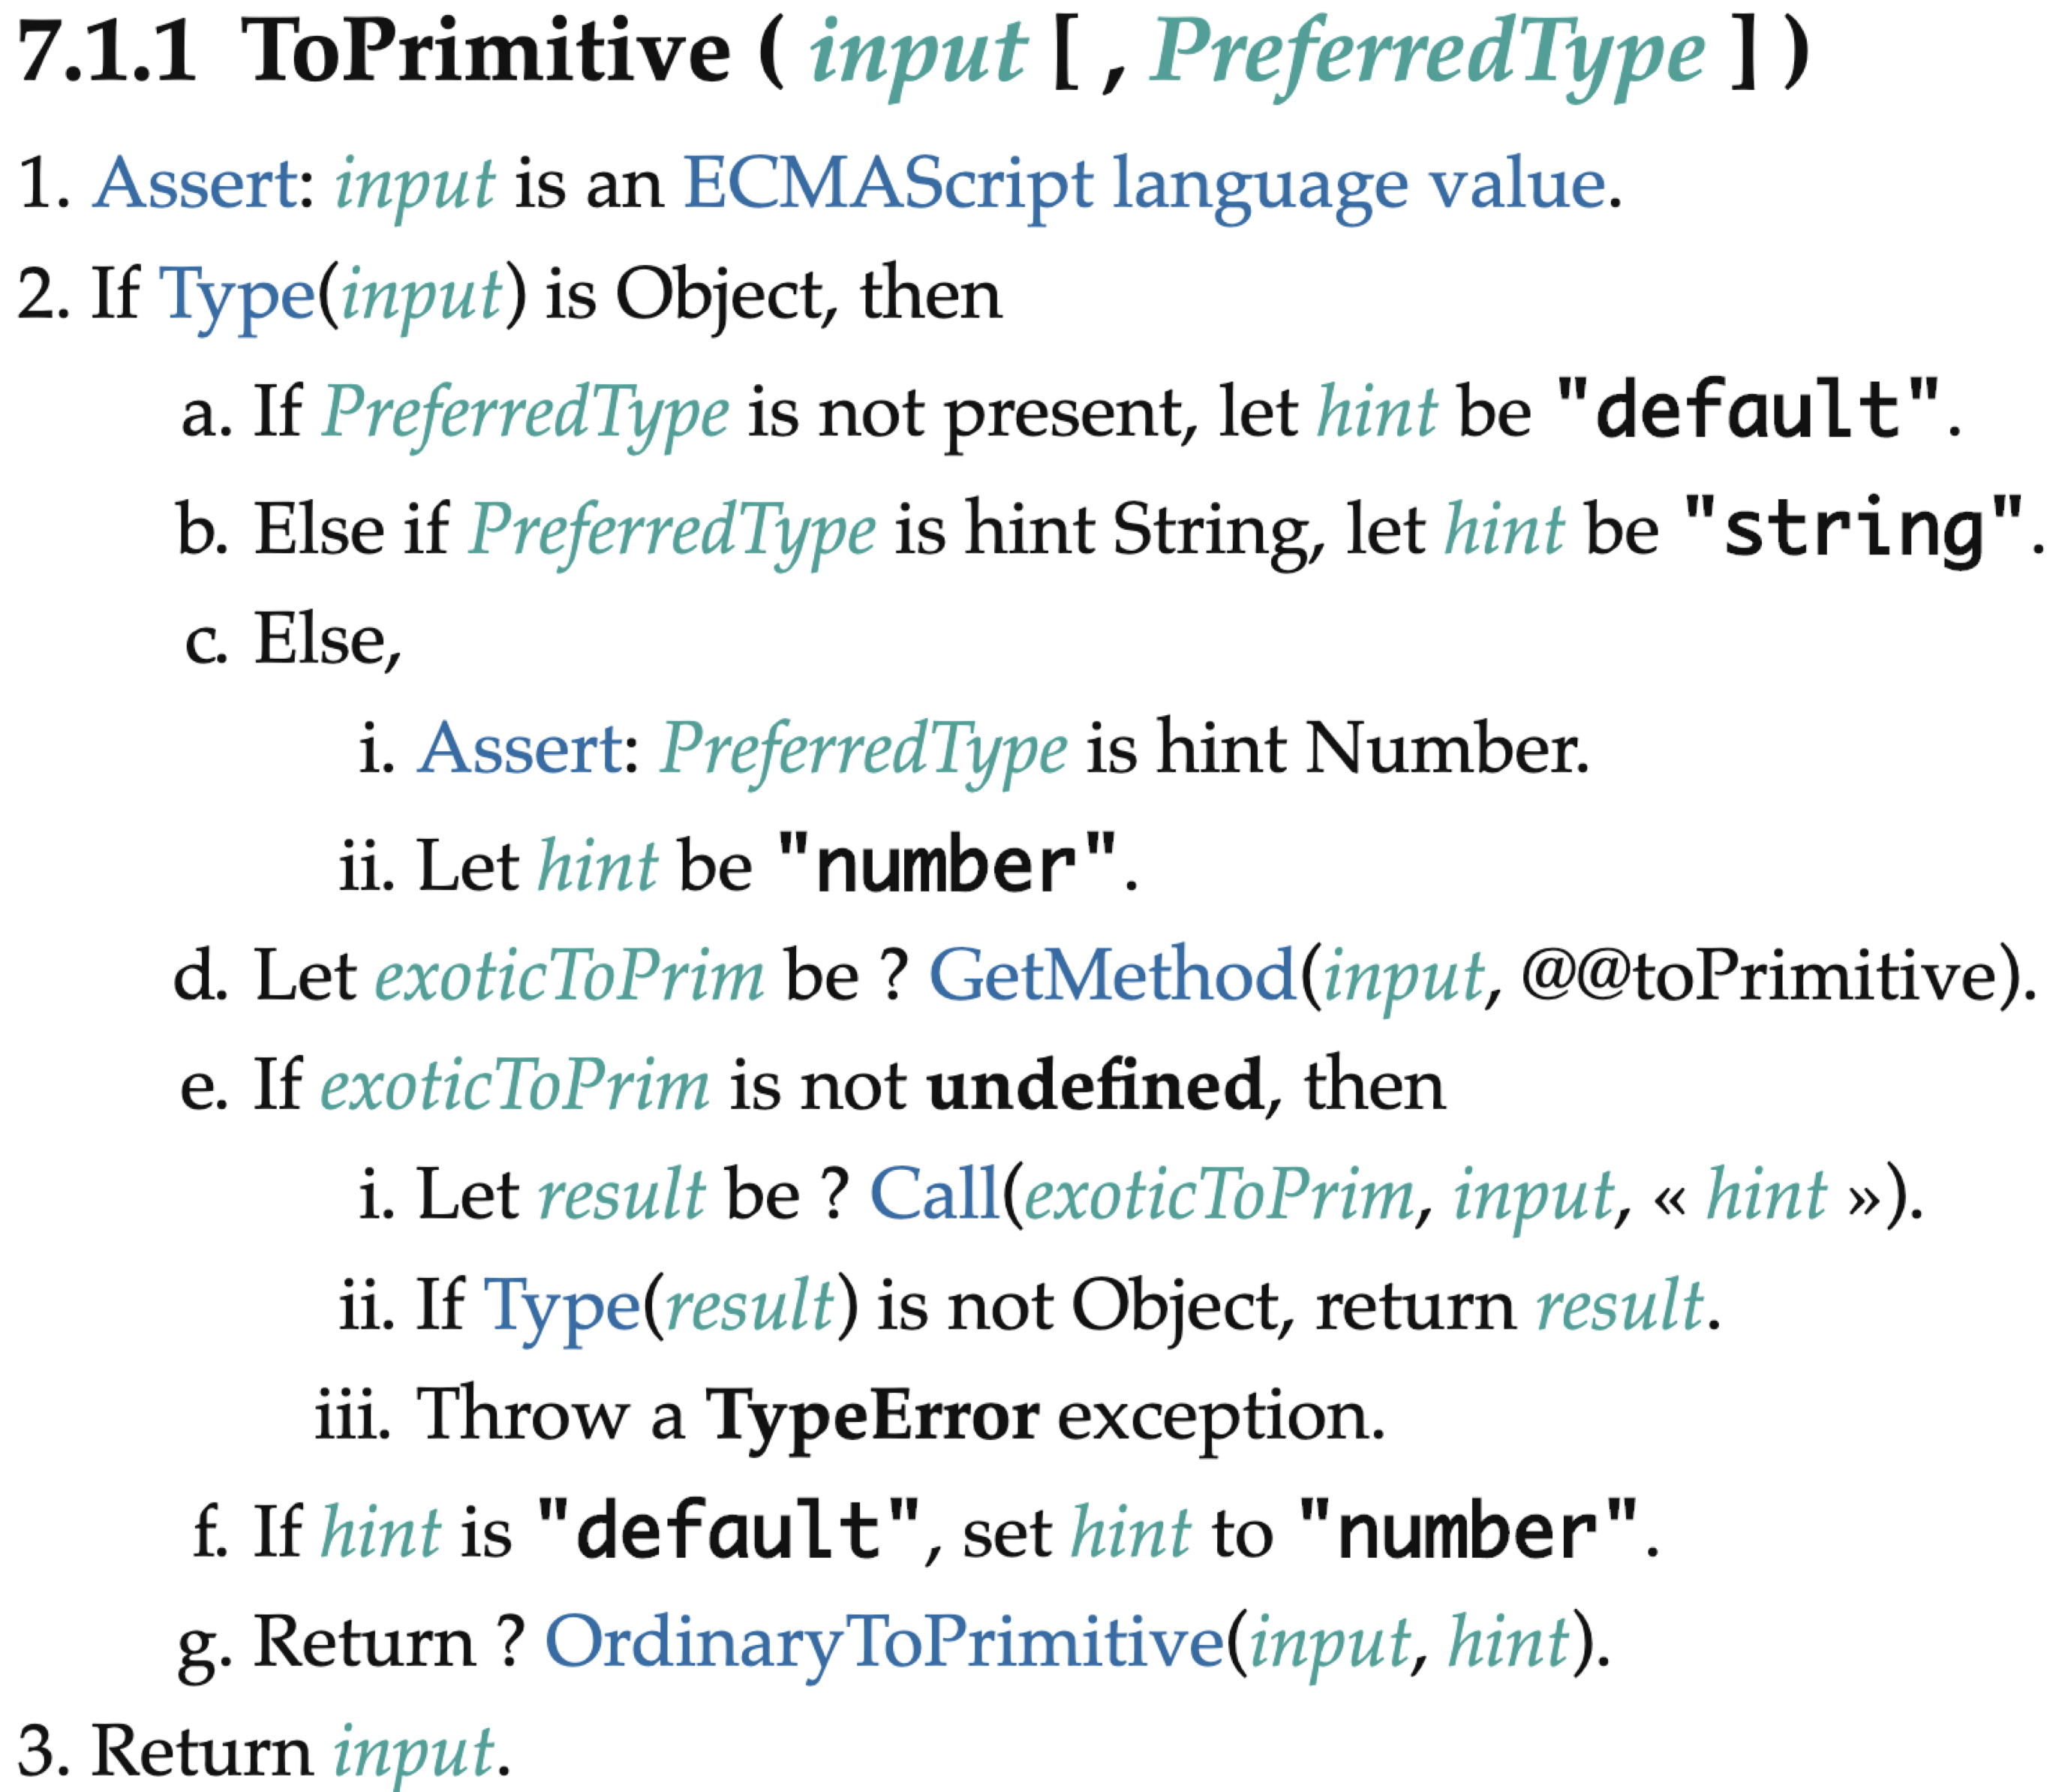 7.1.1 ToPrimitive ( input [ , PreferredType ] )
1. Assert: input is an ECMAScript language value.
2. If Type(input) is Object, then
a. If PreferredType is not present, let hint be "default".
b. Else if PreferredType is hint String, let hint be "string".
c. Else,
i. Assert: PreferredType is hint Number.
ii. Let hint be "number".
d. Let exoticToPrim be ? GetMethod(input, @@toPrimitive).
e. If exoticToPrim is not undefined, then
i. Let result be ? Call(exoticToPrim, input, « hint »).
ii. If Type(result) is not Object, return result.
iii. Throw a TypeError exception.
f. If hint is "default", set hint to "number".
g. Return ? OrdinaryToPrimitive(input, hint).
3. Return input.